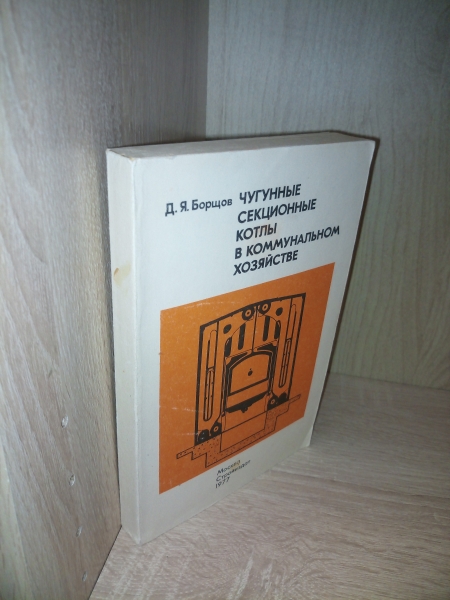 Д. Я. Борщов
ЧУГУННЫЕ
СЕКЦИОННЫЕ
КОТЛЫ
В КОММУНАЛЬНОМ
ХОЗЯЙСТВЕ
Москва
Стройиздат
1977